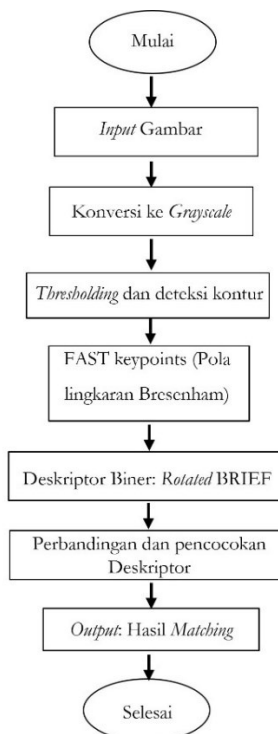 Mulai
Input Gambar
Konversi ke Grayscale
Thresholding dan deteksi kontur
FAST keypoints (Pola
lingkaran Bresenham)
Deskriptor Biner: Rotated BRIEF
Perbandingan dan pencocokan
Deskriptor
Output: Hasil Matching
Selesai